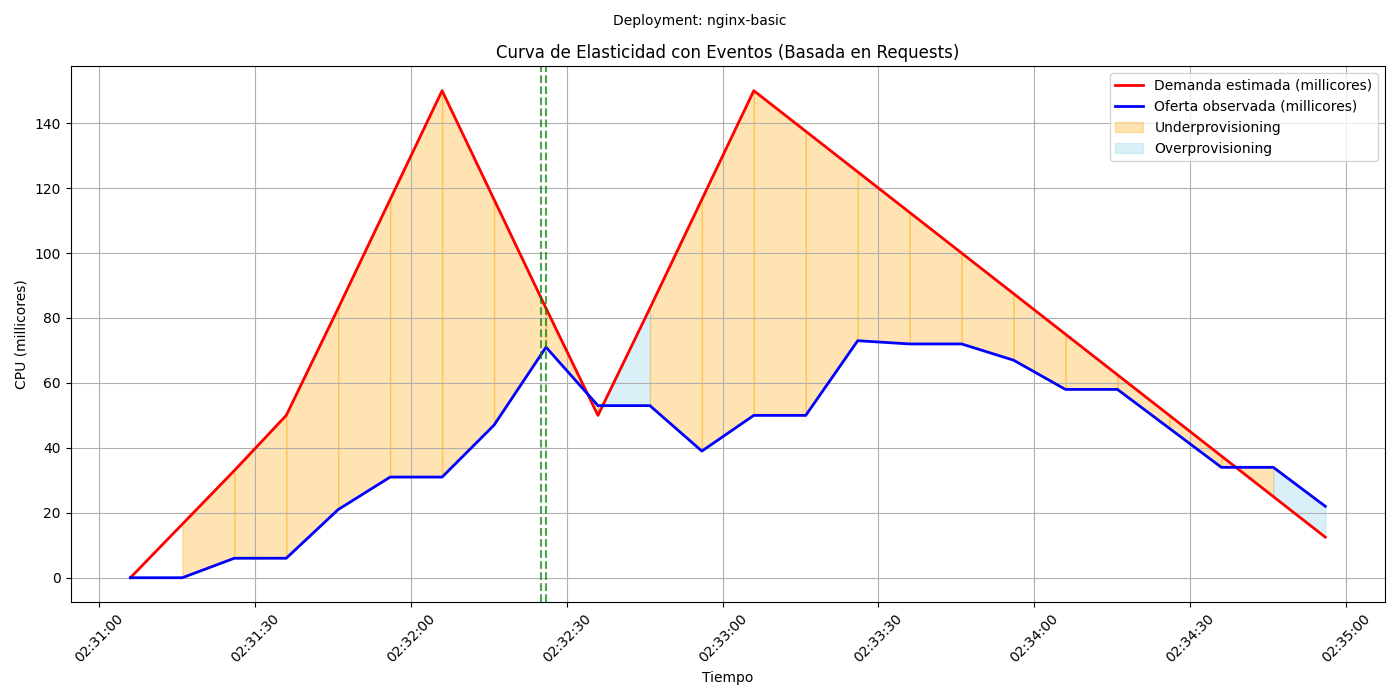 Deployment: nginx-basic
Curva de Elasticidad con Eventos (Basada en Requests)
Demanda estimada (millicores)
Oferta observada (millicores)
Underprovisioning
Overprovisioning
CPU (millicores)
140
120
100
80
60
40
20
0
02:31:00
02:31:30
02:32:00
02:32:30
02:33:00
02:33:30
02:34:00
02:34:30
02:35:00
Tiempo